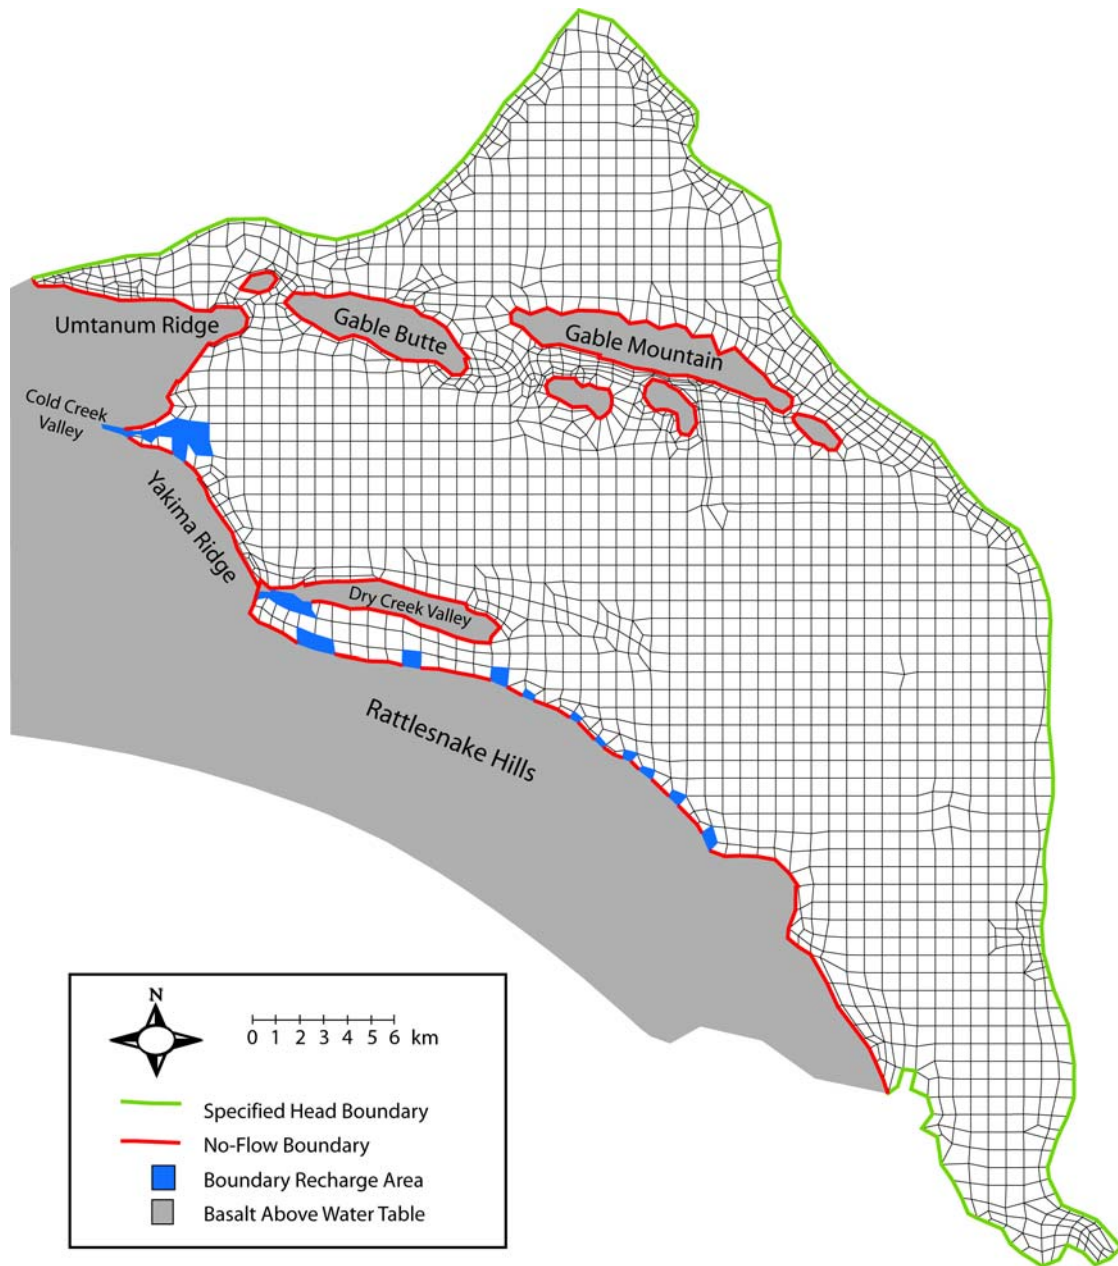 Umtanum Ridge
Gable Butte
Gable Mountain
Cold Creek
Valley
Yakima Ridge
Dry Creek Valley
Rattlesnake Hills
N
0 1 2 3 4 5 6 km
Specified Head Boundary
No-Flow Boundary
Boundary Recharge Area
Basalt Above Water Table